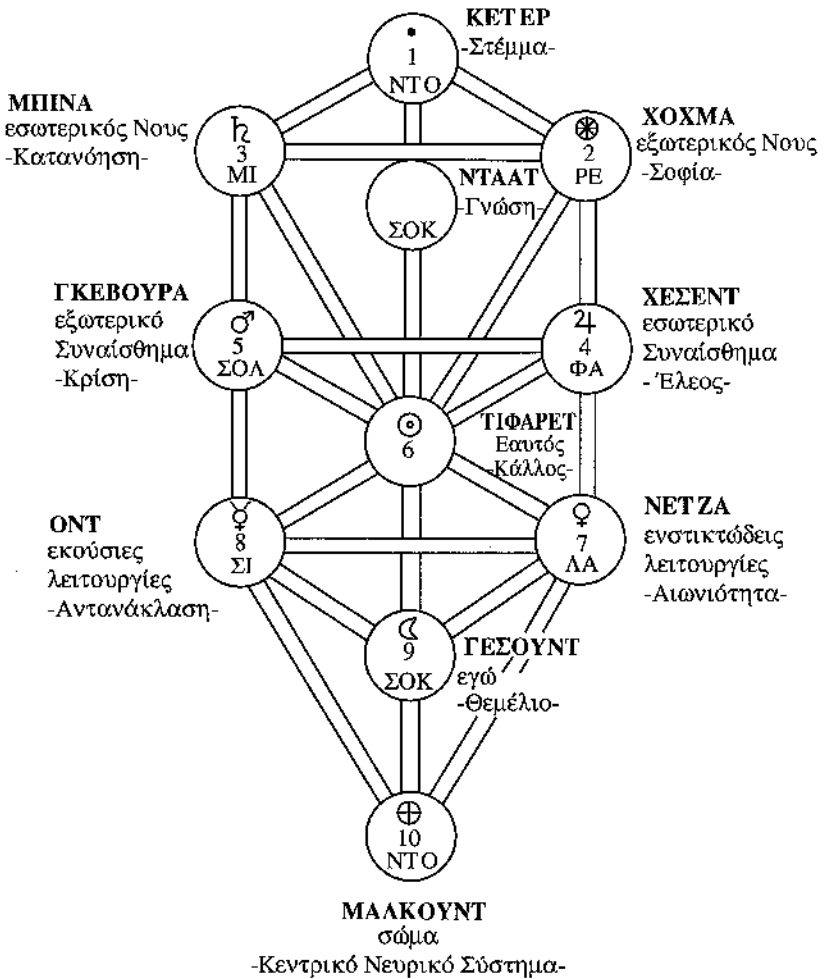 ΚΕΤΕΡ
-Στέμμα-
1
ΝΤΟ
ΜΠΙΝΑ
εσωτερικός Νους
-Κατανόηση-
3
ΜΙ
ΧΟΧΜΑ
εξωτερικός Νους
-Σοφία-
2
ΡΕ
ΝΤΑΑΤ
-Γνώση-
ΣΟΚ
ΓΚΕΒΟΥΡΑ
εξωτερικό
Συναίσθημα
-Κρίση-
5
ΣΟΛ
ΧΕΣΕΝΤ
εσωτερικό
Συναίσθημα
-Έλεος-
4
ΦΑ
ΤΙΦΑΡΕΤ
Εαυτός
-Κάλλος-
6
ΟΝΤ
εκούσιες
λειτουργίες
-Αντανάκλαση-
8
ΣΙ
ΝΕΤΖΑ
ενστικτώδεις
λειτουργίες
-Αιωνιότητα-
7
ΛΑ
ΓΕΣΟΥΝΤ
εγώ
-Θεμέλιο-
9
ΣΟΚ
10
ΝΤΟ
ΜΑΛΚΟΥΝΤ
σώμα
-Κεντρικό Νευρικό Σύστημα-